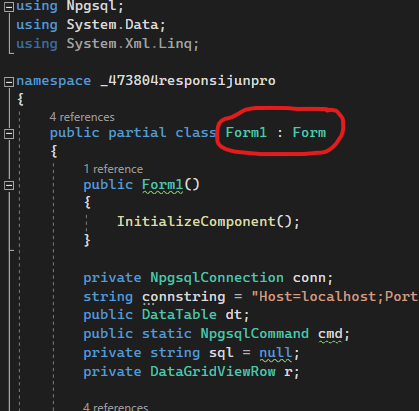 using Npgsql;
using System.Data;
using System.Xml.Linq;
namespace _473804responsijunpro
{
4 references
public partial class Form1 : Form
{
1 reference
public Form1()
{
InitializeComponent();
}
private NpgsqlConnection conn;
string connstring = "Host=localhost;Port
public DataTable dt;
public static NpgsqlCommand cmd;
private string sql = null;
private DataGridViewRow r;
4 references